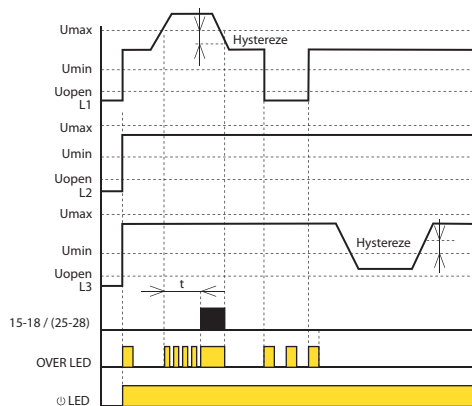 Umax
Hystereze
Umin
Uopen
L1
Umax
Umin
Uopen
L2
Umax
Umin
Hystereze
Uopen
L3
t
15-18 / (25-28)
OVER LED
⏻ LED